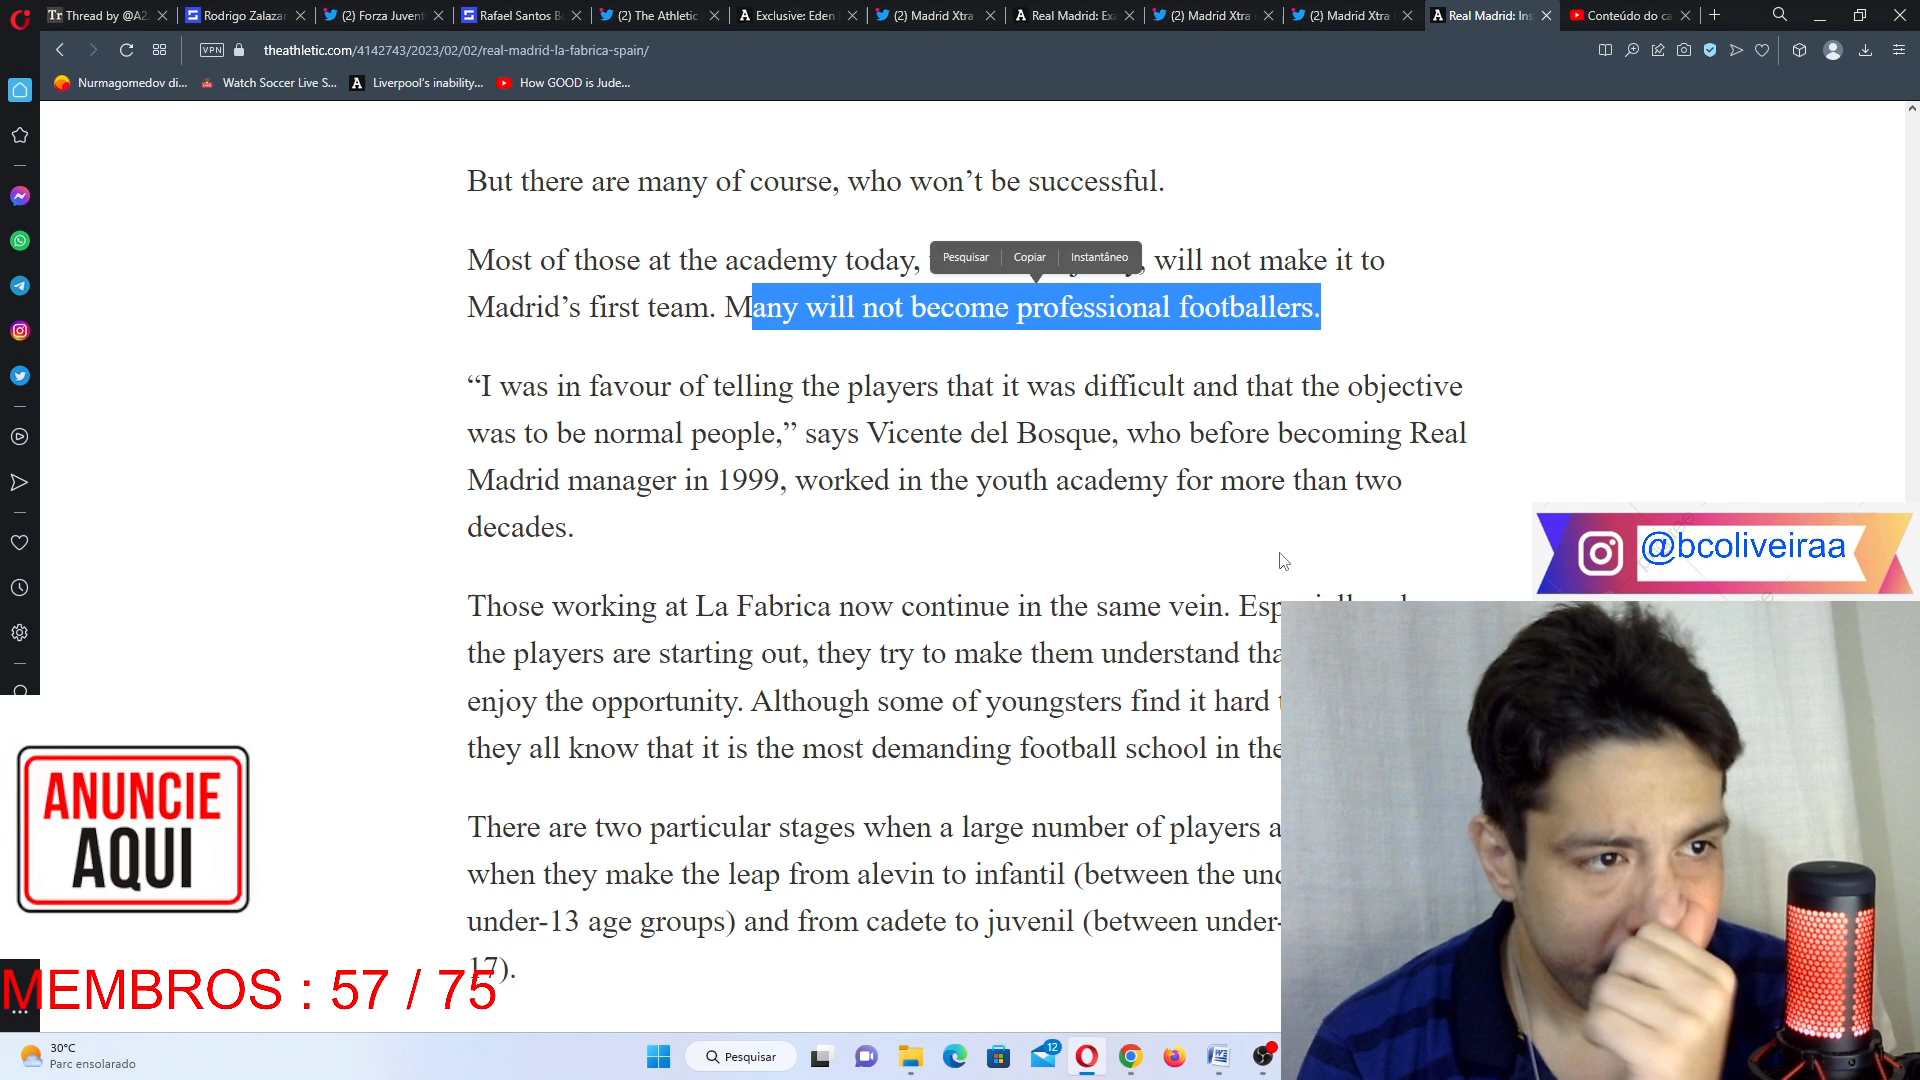 Tr Thread by @A2
Rodrigo Zalazar
(2) Forza Juvent
Rafael Santos B
(2) The Athletic
A Exclusive: Eden
(2) Madrid Xtra
A Real Madrid: Ex
(2) Madrid Xtra
(2) Madrid Xtra
A Real Madrid: Ins
Conteúdo do ca
VPN
theathletic.com/4142743/2023/02/02/real-madrid-la-fabrica-spain/
Nurmagomedov di...
Watch Soccer Live S...
A Liverpool's inability...
How GOOD is Jude...
But there are many of course, who won't be successful.
Pesquisar
Copiar
Instantâneo
Most of those at the academy today, will not make it to
Madrid's first team. Many will not become professional footballers.
“I was in favour of telling the players that it was difficult and that the objective
was to be normal people,” says Vicente del Bosque, who before becoming Real
Madrid manager in 1999, worked in the youth academy for more than two
decades.
@bcoliveiraa
Those working at La Fabrica now continue in the same vein.
the players are starting out, they try to make them understand
enjoy the opportunity. Although some of youngsters find it hard
they all know that it is the most demanding football school in the
There are two particular stages when a large number of players
when they make the leap from alevin to infantil (between the
under-13 age groups) and from cadete to juvenil (between under-
17).
ANUNCIE
AQUI
MEMBROS : 57 / 75
30°C
Parc ensolarado
Pesquisar
12